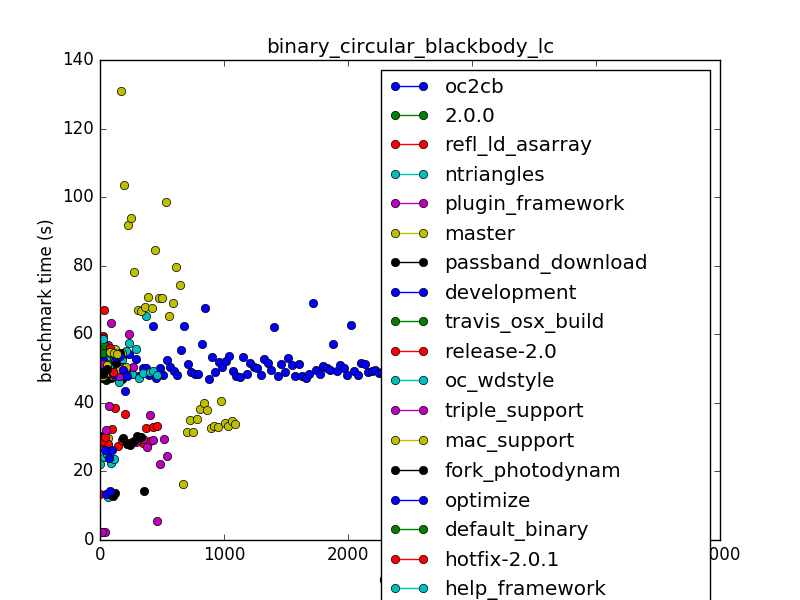 binary_circular_blackbody_lc
140
120
100
80
60
40
20
0
benchmark time (s)
0
1000
2000
000
oc2cb
2.0.0
refl_ld_asarray
ntriangles
plugin_framework
master
passband_download
development
travis_osx_build
release-2.0
oc_wdstyle
triple_support
mac_support
fork_photodynam
optimize
default_binary
hotfix-2.0.1
help_framework